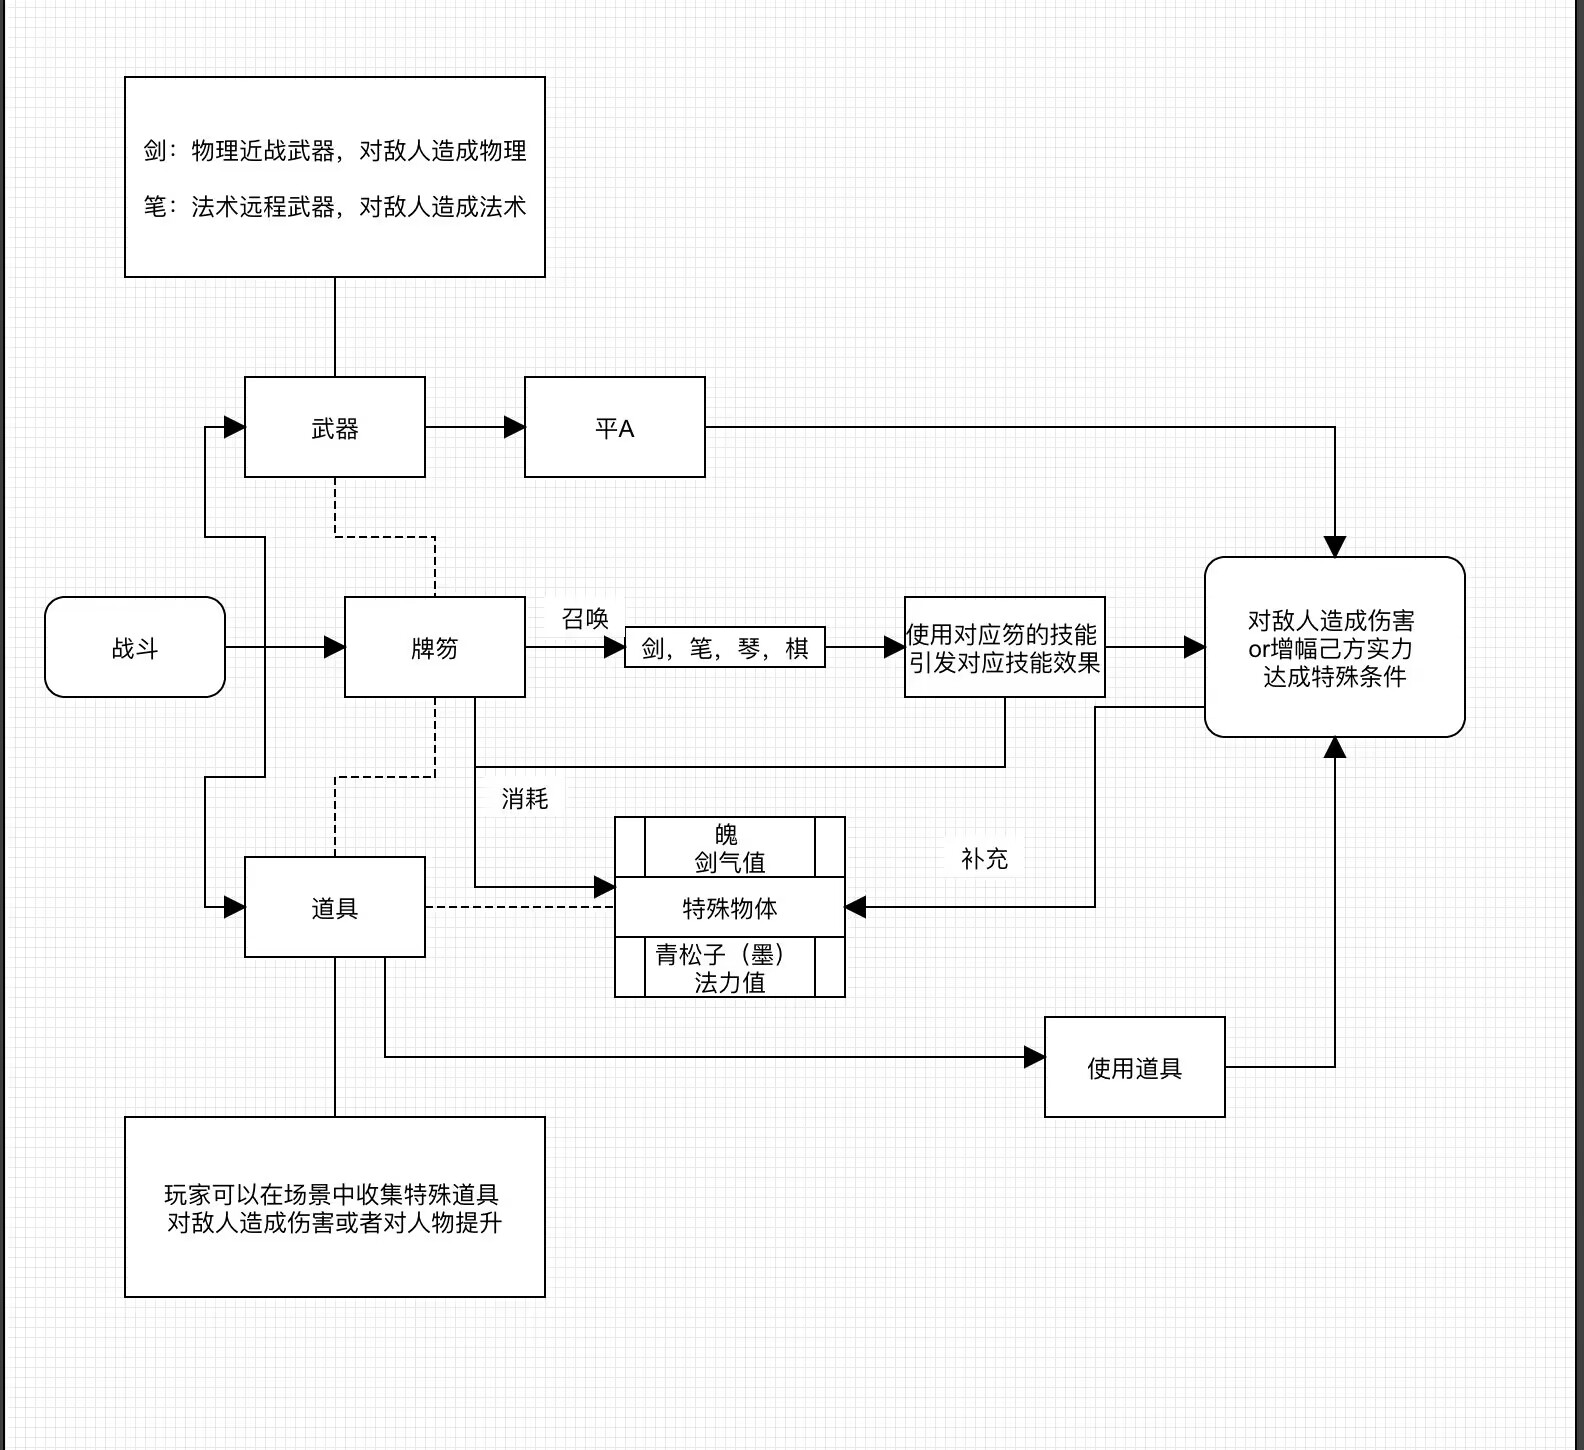 剑：物理近战武器，对敌人造成物理
笔：法术远程武器，对敌人造成法术
武器
平A
战斗
牌笏
召唤
剑，笔，琴，棋
使用对应笏的技能
引发对应技能效果
对敌人造成伤害
or增幅己方实力
达成特殊条件
消耗
魄
剑气值
补充
道具
特殊物体
青松子（墨）
法力值
使用道具
玩家可以在场景中收集特殊道具
对敌人造成伤害或者对人物提升